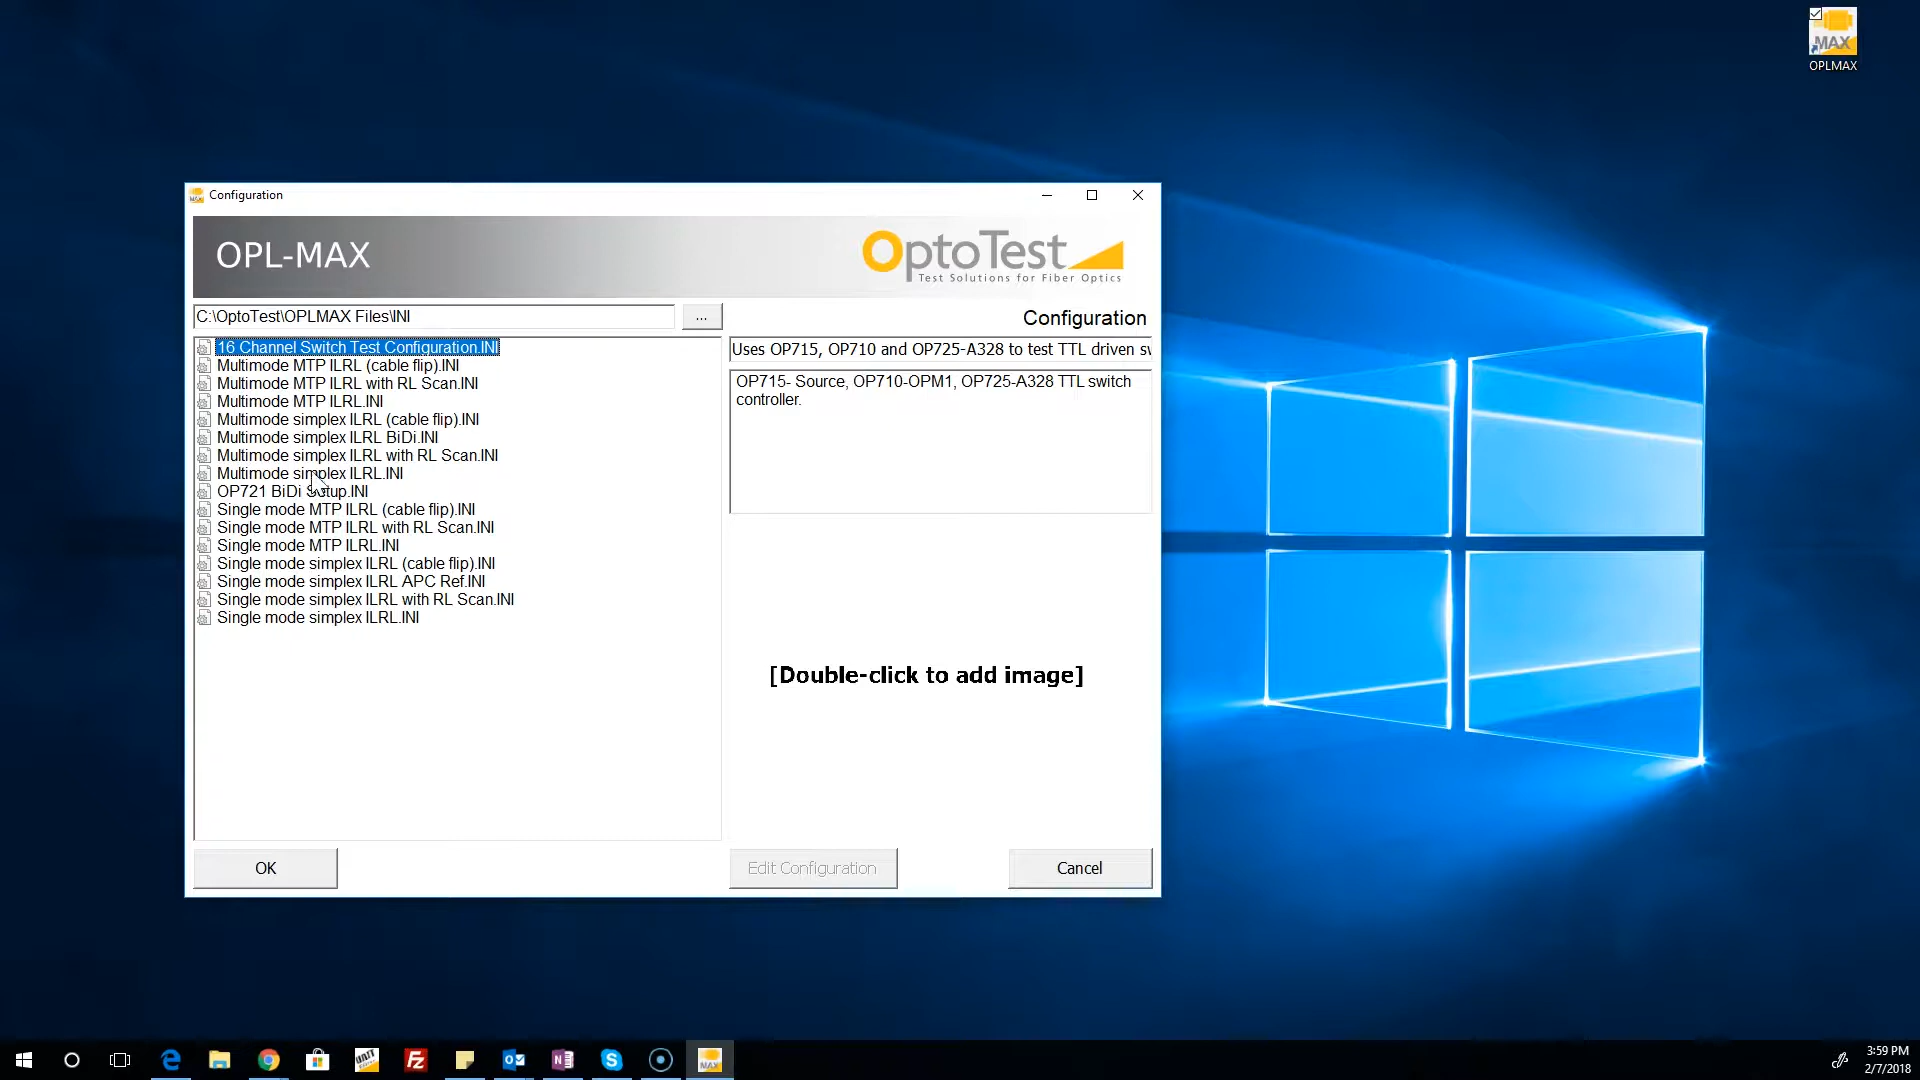 MAX
OPLMAX
Configuration
OPL-MAX
OptoTest
Test Solutions for Fiber Optics
C:\OptoTest\OPLMAX Files\INI
...
Configuration
16 Channel Switch Test Configuration.INI
Multimode MTP ILRL (cable flip).INI
Multimode MTP ILRL with RL Scan.INI
Multimode MTP ILRL.INI
Multimode simplex ILRL (cable flip).INI
Multimode simplex ILRL BiDi.INI
Multimode simplex ILRL with RL Scan.INI
Multimode simplex ILRL.INI
OP721 BiDi Setup.INI
Single mode MTP ILRL (cable flip).INI
Single mode MTP ILRL with RL Scan.INI
Single mode MTP ILRL.INI
Single mode simplex ILRL (cable flip).INI
Single mode simplex ILRL APC Ref.INI
Single mode simplex ILRL with RL Scan.INI
Single mode simplex ILRL.INI
Uses OP715, OP710 and OP725-A328 to test TTL driven
OP715- Source, OP710-OPM1, OP725-A328 TTL switch
controller.
[Double-click to add image]
OK
Edit Configuration
Cancel
MAX
3:59 PM
2/7/2018